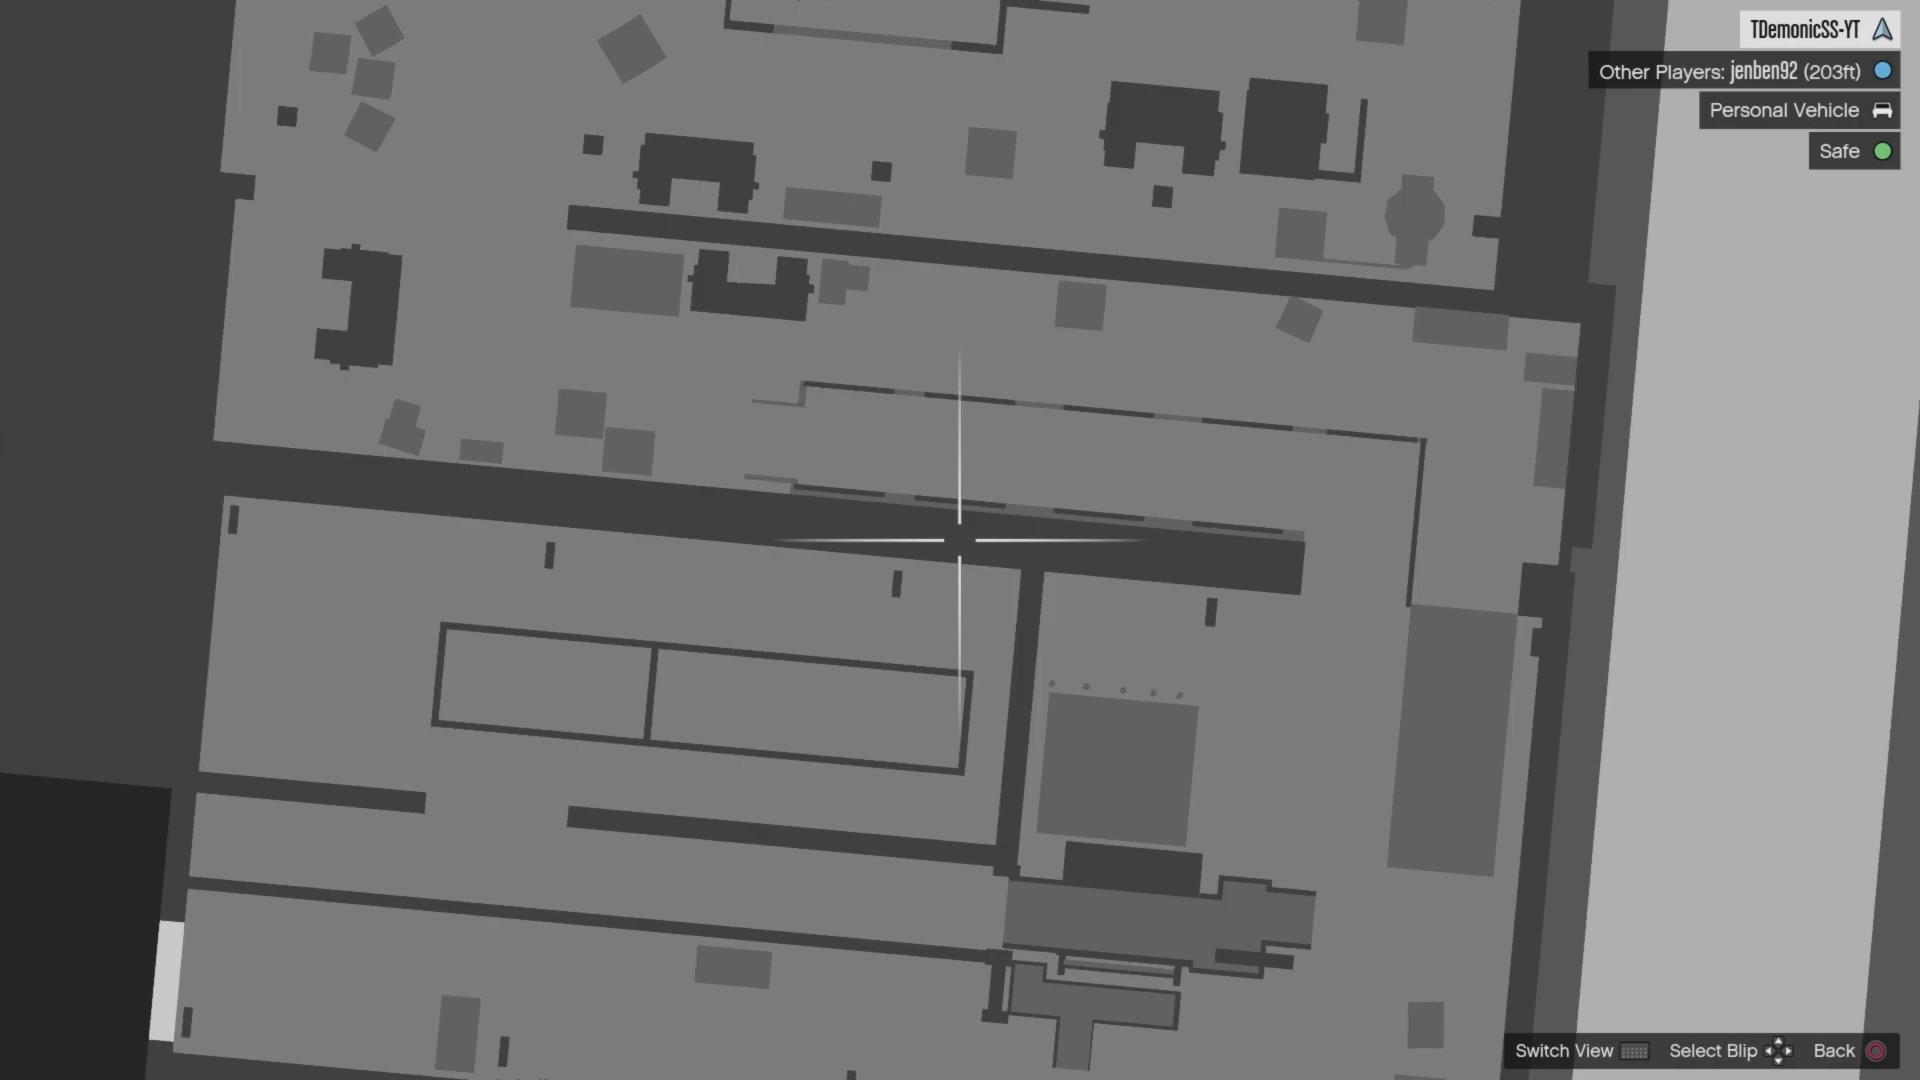 TDemonicSS-YT
Other Players: jenben92 (203ft)
Personal Vehicle
Safe
Switch View Select Blip Back